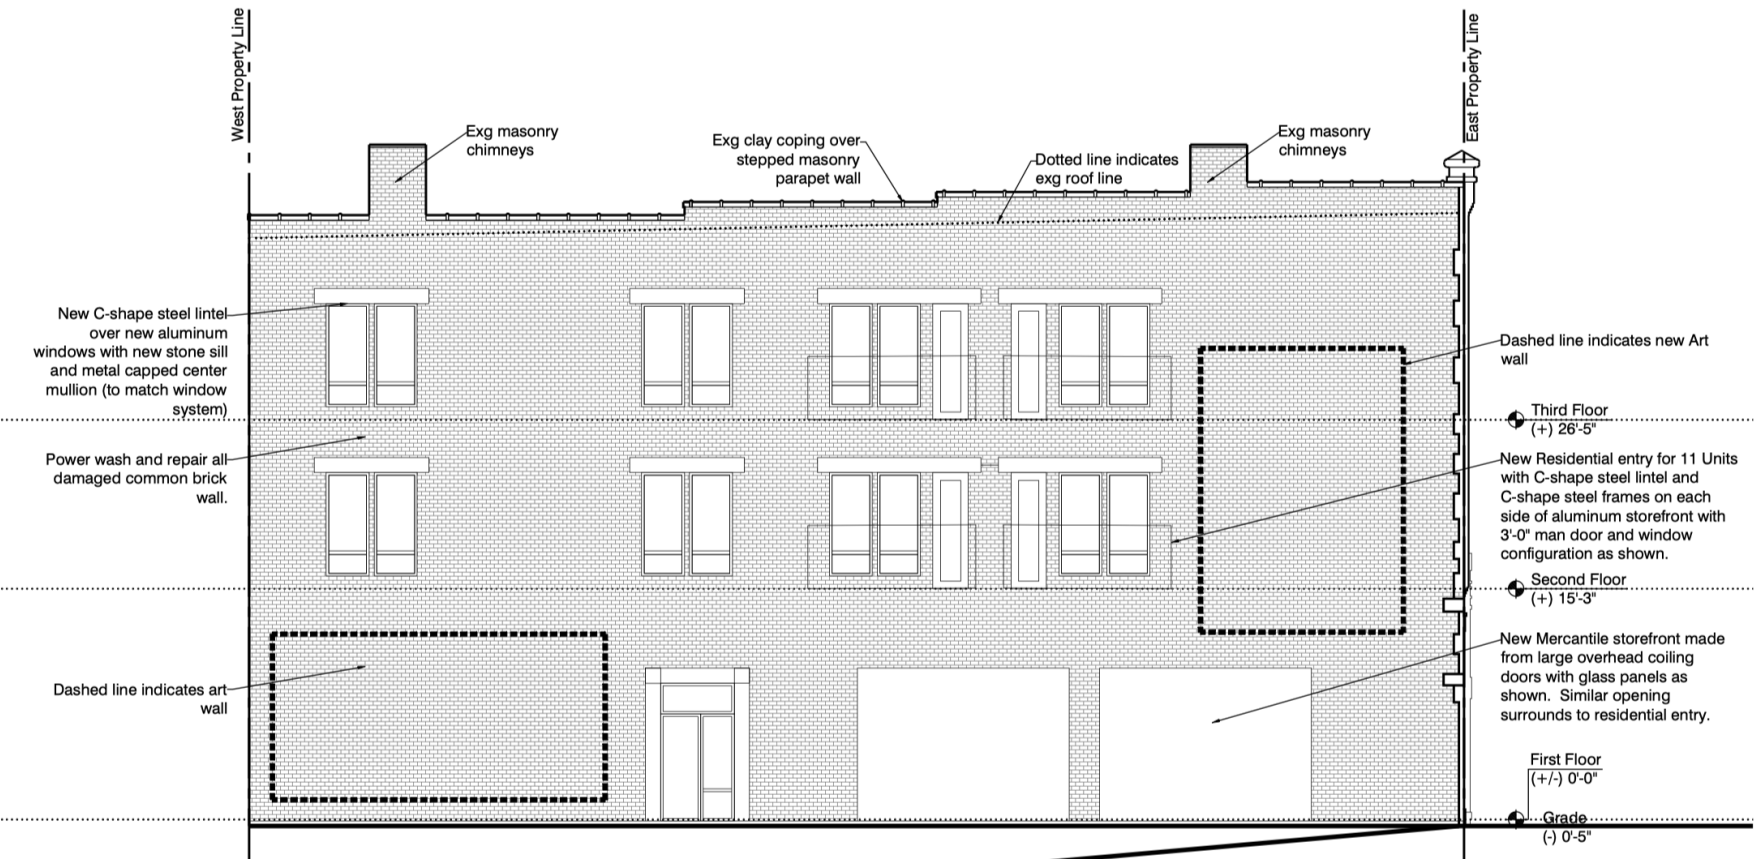 West Property Line
East Property Line
Exg masonry
chimneys
Exg clay coping over
stepped masonry
parapet wall
Dotted line indicates
exg roof line
Exg masonry
chimneys
New C-shape steel lintel
over new aluminum
windows with new stone sill
and metal capped center
mullion (to match window
system)
Power wash and repair all
damaged common brick
wall.
Dashed line indicates art
wall
Dashed line indicates new Art
wall
Third Floor
(+) 26'-5"
New Residential entry for 11 Units
with C-shape steel lintel and
C-shape steel frames on each
side of aluminum storefront with
3'-0" man door and window
configuration as shown.
Second Floor
(+) 15'-3"
New Mercantile storefront made
from large overhead coiling
doors with glass panels as
shown. Similar opening
surrounds to residential entry.
First Floor
(+/-) 0'-0"
Grade
(-) 0'-5"